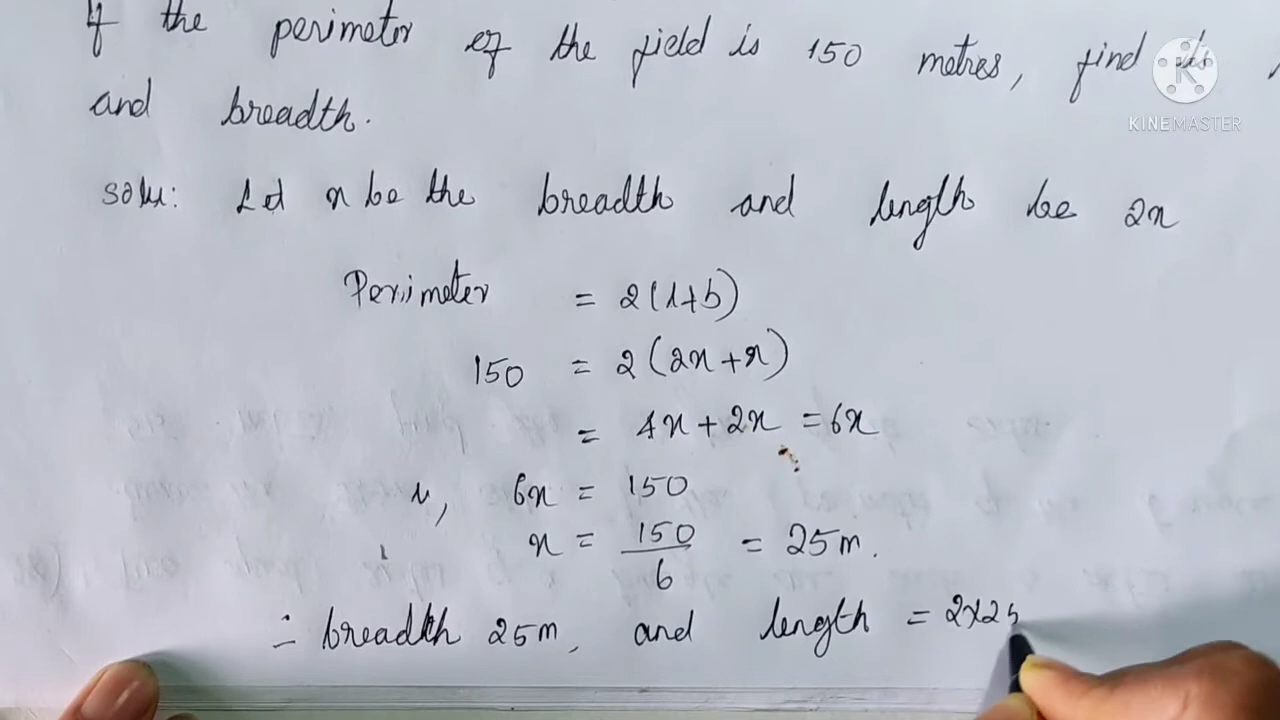 If the perimeter of the field is 150 metres, find its
and breadth.
KINEMASTER
soln: Let x be the breadth and length be 2x
Perimeter = 2(l+b)
150 = 2(2x+x)
= 4x+2x = 6x
6x = 150
x = 150/6 = 25m.
∴ breadth 25m, and length = 2×25